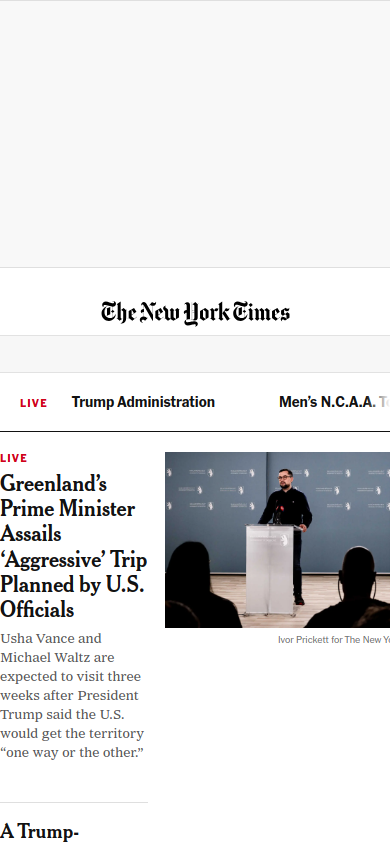 The New York Times
LIVE
Trump Administration
Men’s N.C.A.A.
LIVE
Greenland’s
Prime Minister
Assails
‘Aggressive’ Trip
Planned by U.S.
Officials
Usha Vance and
Michael Waltz are
expected to visit three
weeks after President
Trump said the U.S.
would get the territory
“one way or the other.”
Ivor Prickett for The New
A Trump-